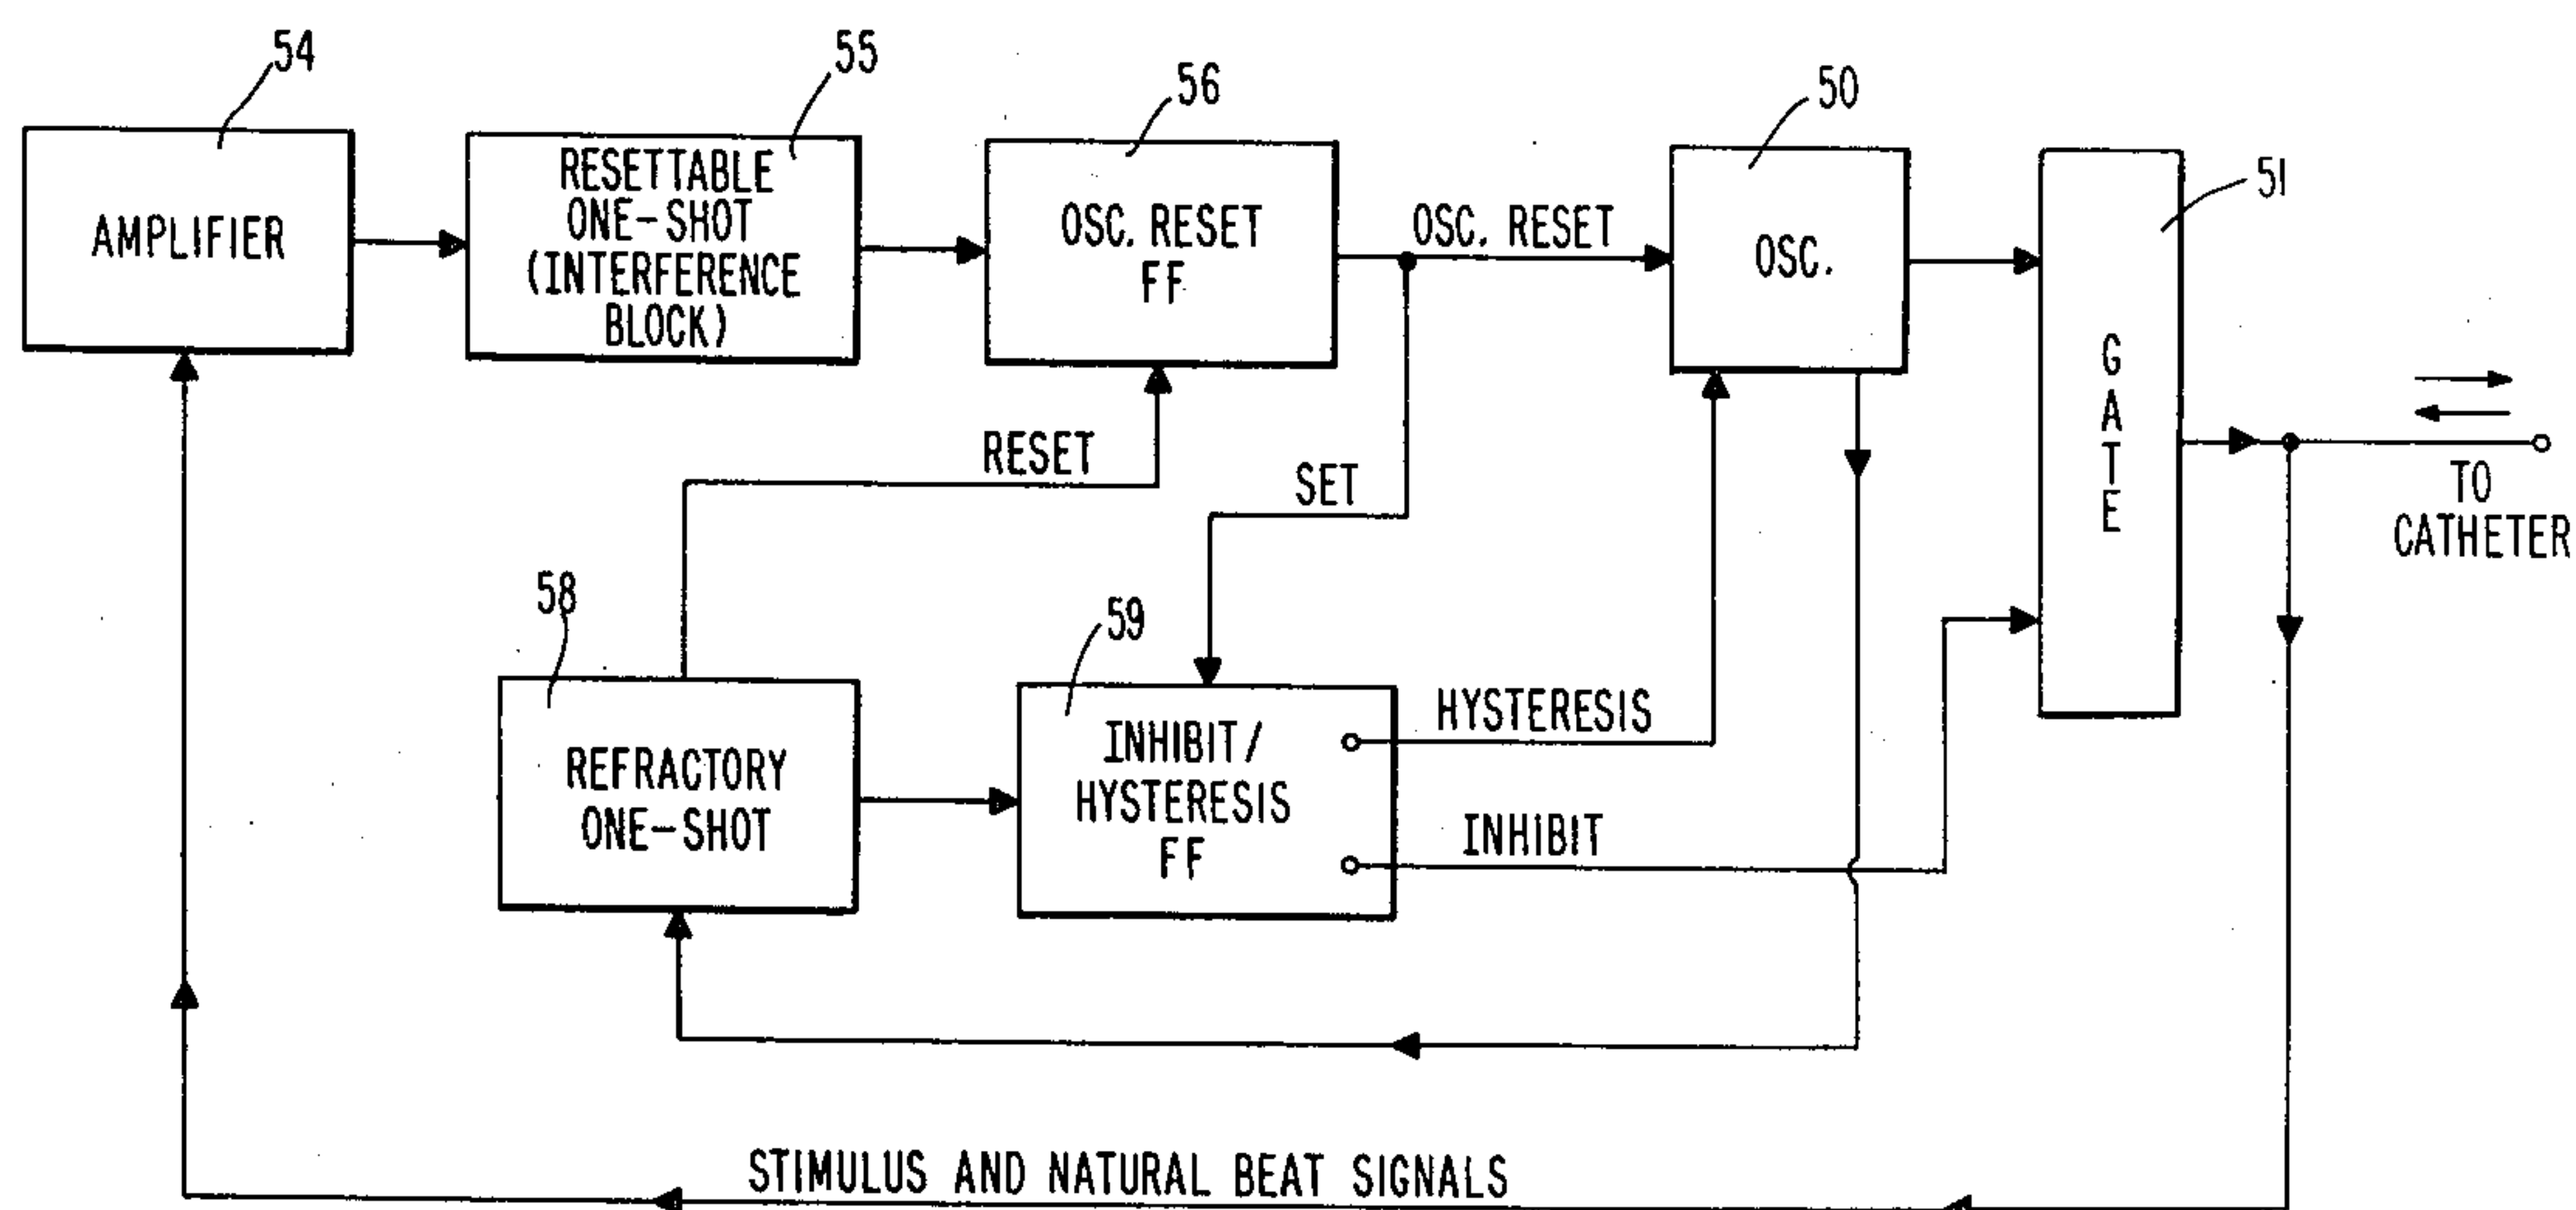 54
55
56
50
51
AMPLIFIER
RESETTABLE
ONE-SHOT
(INTERFERENCE
BLOCK)
OSC. RESET
FF
OSC. RESET
OSC.
GATE
RESET
SET
TO
CATHETER
58
59
REFRACTORY
ONE-SHOT
INHIBIT/
HYSTERESIS
FF
HYSTERESIS
INHIBIT
STIMULUS AND NATURAL BEAT SIGNALS